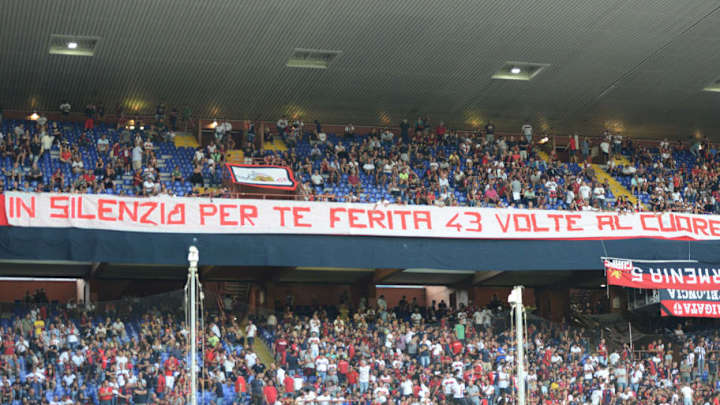 IN SILENZIO PER TE FERITA 43 VOLTE AL CUORE